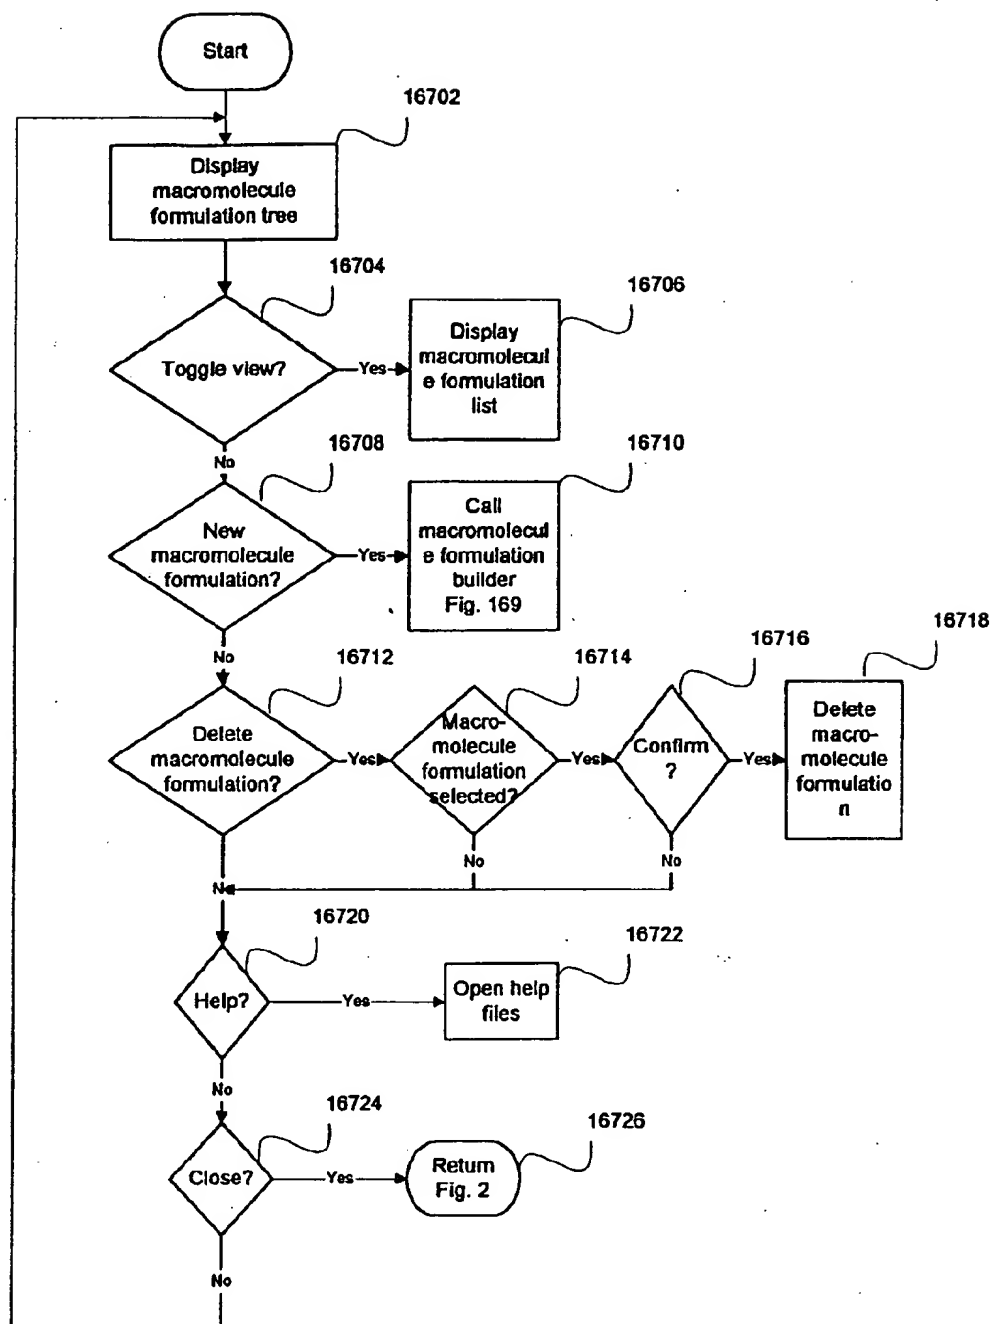 Start
16702
Display
macromolecule
formulation tree
16704
Toggle view?
Yes
16706
Display
macromolecul
e formulation
list
No
16708
New
macromolecule
formulation?
Yes
16710
Call
macromolecul
e formulation
builder
Fig. 169
No
16712
Delete
macromolecule
formulation?
Yes
16714
Macro-
molecule
formulation
selected?
Yes
16716
Confirm
?
Yes
16718
Delete
macro-
molecule
formulatio
n
No
No
No
16720
Help?
Yes
16722
Open help
files
No
16724
Close?
Yes
16726
Return
Fig. 2
No